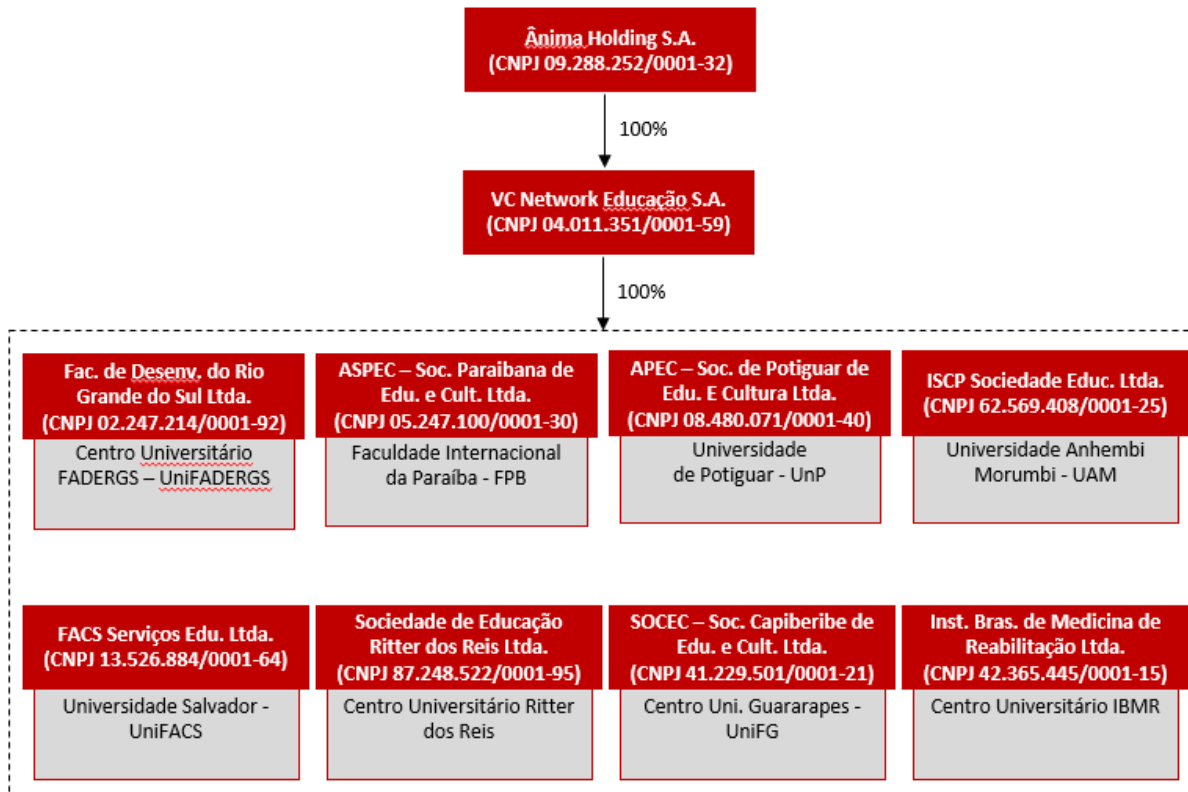 Ânima Holding S.A.
(CNPJ 09.288.252/0001-32)
100%
VC Network Educação S.A.
(CNPJ 04.011.351/0001-59)
100%
Fac. de Desenv. do Rio
Grande do Sul Ltda.
(CNPJ 02.247.214/0001-92)
Centro Universitário
FADERGS – UniFADERGS
ASPEC – Soc. Paraibana de
Edu. e Cult. Ltda.
(CNPJ 05.247.100/0001-30)
Faculdade Internacional
da Paraíba - FPB
APEC – Soc. de Potiguar de
Edu. E Cultura Ltda.
(CNPJ 08.480.071/0001-40)
Universidade
de Potiguar - UnP
ISCP Sociedade Educ. Ltda.
(CNPJ 62.569.408/0001-25)
Universidade Anhembi
Morumbi - UAM
FACS Serviços Edu. Ltda.
(CNPJ 13.526.884/0001-64)
Universidade Salvador -
UniFACS
Sociedade de Educação
Ritter dos Reis Ltda.
(CNPJ 87.248.522/0001-95)
Centro Universitário Ritter
dos Reis
SOCEC – Soc. Capiberibe de
Edu. e Cult. Ltda.
(CNPJ 41.229.501/0001-21)
Centro Uni. Guararapes -
UniFG
Inst. Bras. de Medicina de
Reabilitação Ltda.
(CNPJ 42.365.445/0001-15)
Centro Universitário IBMR